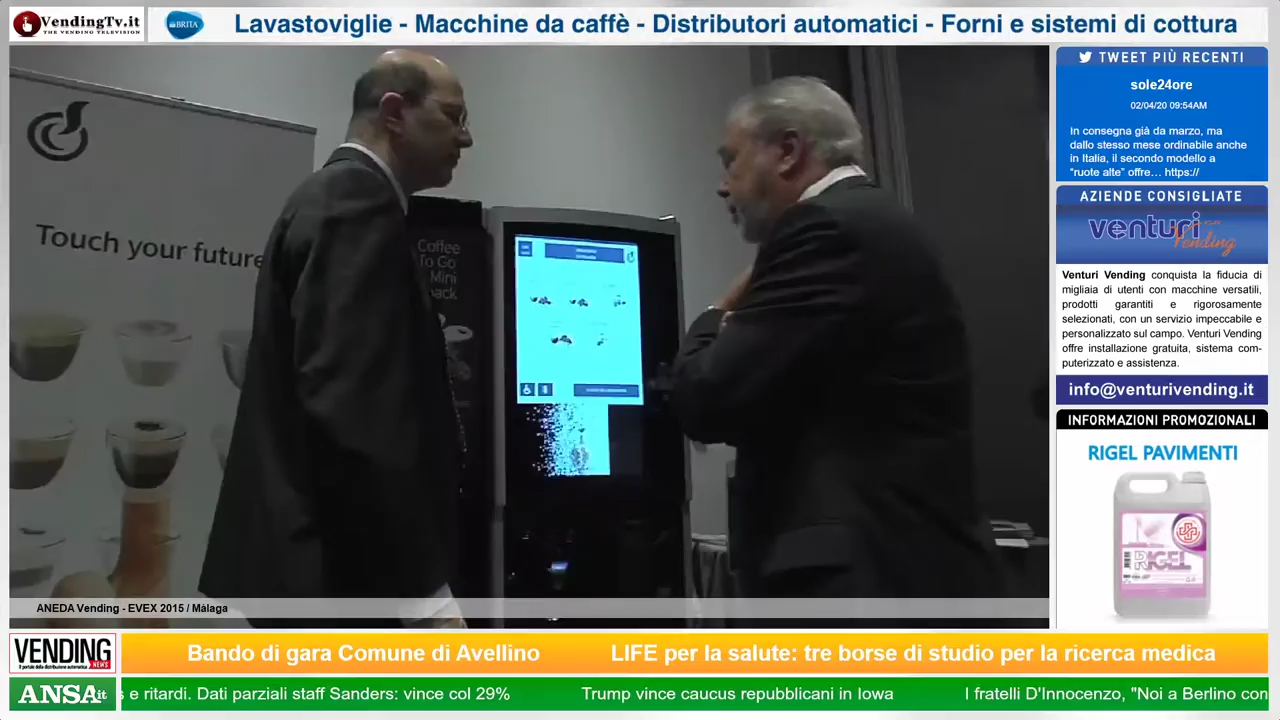 VendingTv.it
THE VENDING TELEVISION
BRITA
Lavastoviglie - Macchine da caffè - Distributori automatici - Forni e sistemi di cottura
Touch your future
Coffee
To Go
Mini
ANEDA Vending - EVEX 2015 / Málaga
TWEET PIÙ RECENTI
sole24ore
02/04/20 09:54AM
In consegna già da marzo, ma
dallo stesso mese ordinabile anche
in Italia, il secondo modello a
“ruote alte” offre… https://
AZIENDE CONSIGLIATE
venturi
Vending
Venturi Vending conquista la fiducia di
migliaia di utenti con macchine versatili,
prodotti garantiti e rigorosamente
selezionati, con un servizio impeccabile e
personalizzato sul campo. Venturi Vending
offre installazione gratuita, sistema com-
puterizzato e assistenza.
info@venturivending.it
INFORMAZIONI PROMOZIONALI
RIGEL PAVIMENTI
RIGEL
VENDING
NEWS
Il portale della distribuzione automatica
Bando di gara Comune di Avellino
LIFE per la salute: tre borse di studio per la ricerca medica
ANSA.it
s e ritardi. Dati parziali staff Sanders: vince col 29%
Trump vince caucus repubblicani in Iowa
I fratelli D'Innocenzo, "Noi a Berlino con